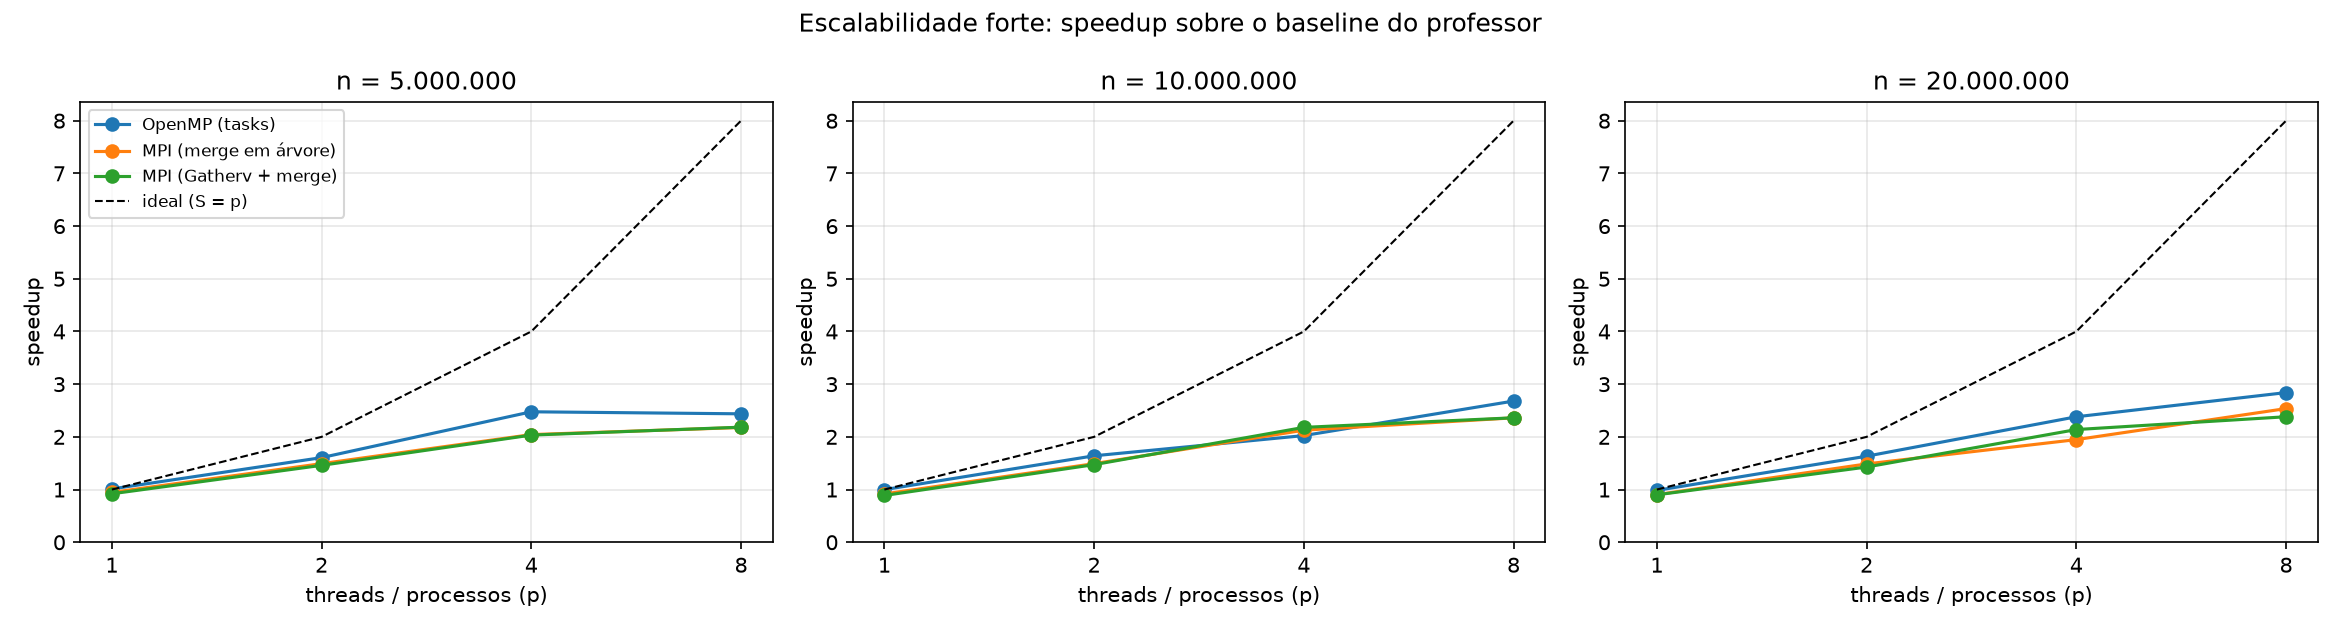 Escalabilidade forte: speedup sobre o baseline do professor
n = 5.000.000
OpenMP (tasks)
MPI (merge em árvore)
MPI (Gatherv + merge)
ideal (S = p)
8
7
6
5
4
3
2
1
0
speedup
1 2 4 8
threads / processos (p)
n = 10.000.000
8
7
6
5
4
3
2
1
0
speedup
1 2 4 8
threads / processos (p)
n = 20.000.000
8
7
6
5
4
3
2
1
0
speedup
1 2 4 8
threads / processos (p)